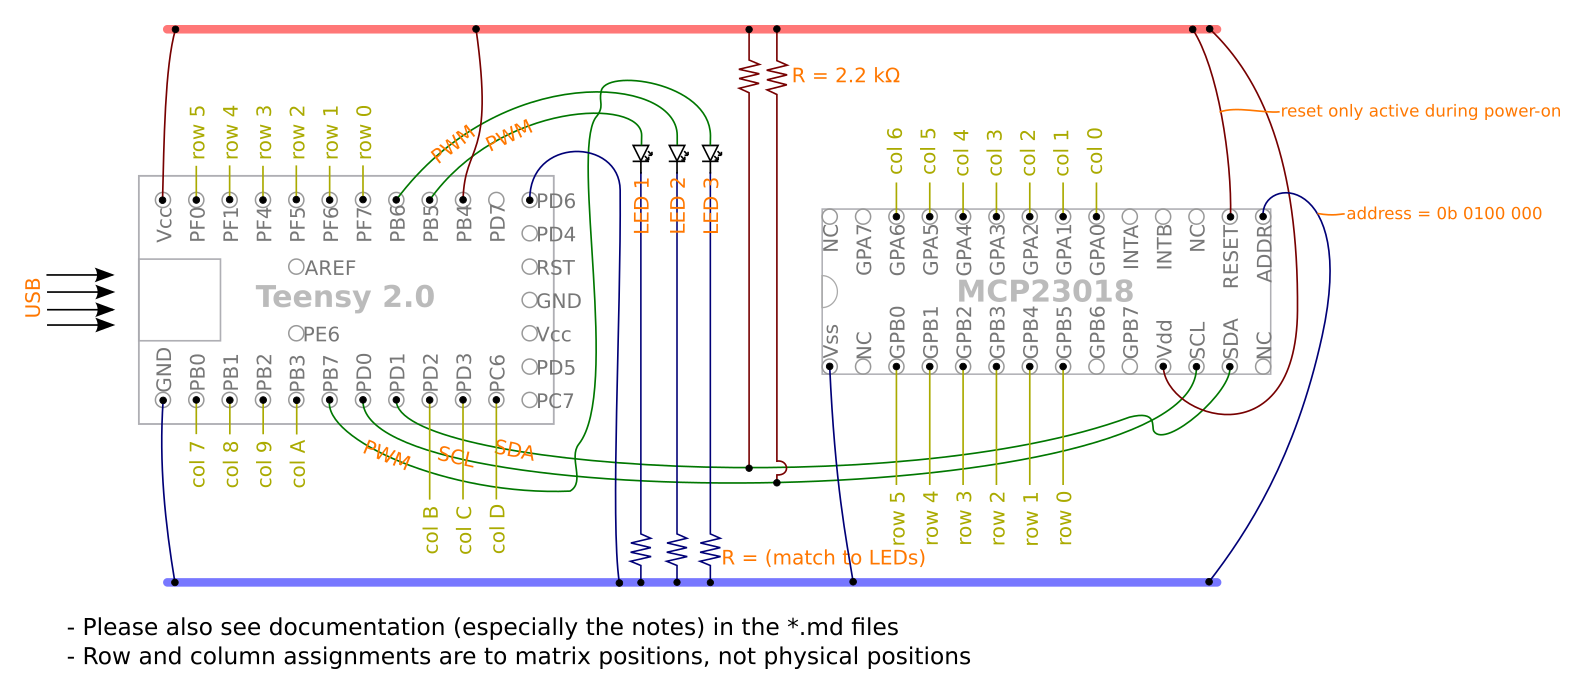 R = 2.2 kΩ
reset only active during power-on
row 5
row 4
row 3
row 2
row 1
row 0
PWM
PWM
col 6
col 5
col 4
col 3
col 2
col 1
col 0
LED 1
LED 2
LED 3
address = 0b 0100 000
Vcc
PF0
PF1
PF4
PF5
PF6
PF7
PB6
PB5
PB4
PD7
PD6
PD4
RST
GND
Vcc
PD5
PC7
AREF
Teensy 2.0
PE6
USB
GND
PB0
PB1
PB2
PB3
PB7
PD0
PD1
PD2
PD3
PC6
NC
GPA7
GPA6
GPA5
GPA4
GPA3
GPA2
GPA1
GPA0
INTA
INTB
NC
RESET
ADDR
MCP23018
Vss
NC
GPB0
GPB1
GPB2
GPB3
GPB4
GPB5
GPB6
GPB7
Vdd
SCL
SDA
NC
col 7
col 8
col 9
col A
PWM
SCL
SDA
col B
col C
col D
row 5
row 4
row 3
row 2
row 1
row 0
R = (match to LEDs)
- Please also see documentation (especially the notes) in the *.md files
- Row and column assignments are to matrix positions, not physical positions